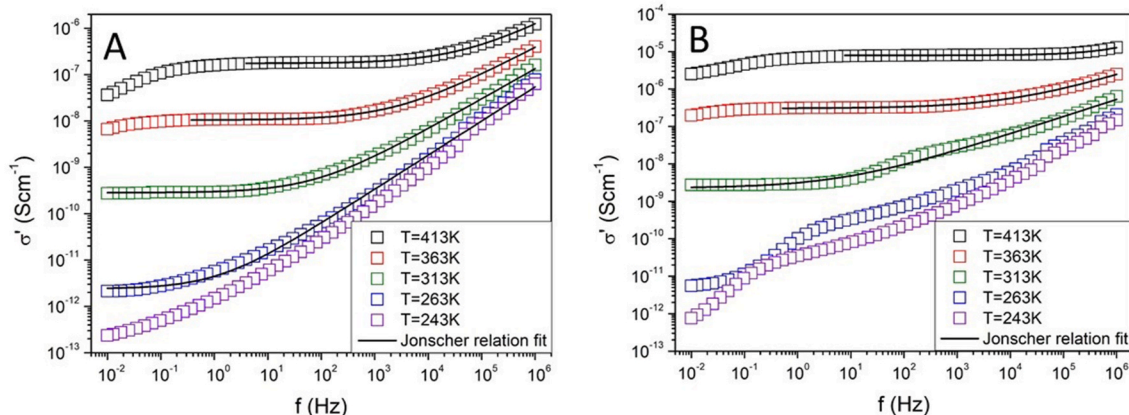 A
10⁻⁶
10⁻⁷
10⁻⁸
10⁻⁹
10⁻¹⁰
10⁻¹¹
10⁻¹²
10⁻¹³
σ' (Scm⁻¹)
T=413K
T=363K
T=313K
T=263K
T=243K
Jonscher relation fit
10⁻² 10⁻¹ 10⁰ 10¹ 10² 10³ 10⁴ 10⁵ 10⁶
f (Hz)
B
10⁻⁴
10⁻⁵
10⁻⁶
10⁻⁷
10⁻⁸
10⁻⁹
10⁻¹⁰
10⁻¹¹
10⁻¹²
10⁻¹³
σ' (Scm⁻¹)
T=413K
T=363K
T=313K
T=263K
T=243K
Jonscher relation fit
10⁻² 10⁻¹ 10⁰ 10¹ 10² 10³ 10⁴ 10⁵ 10⁶
f (Hz)